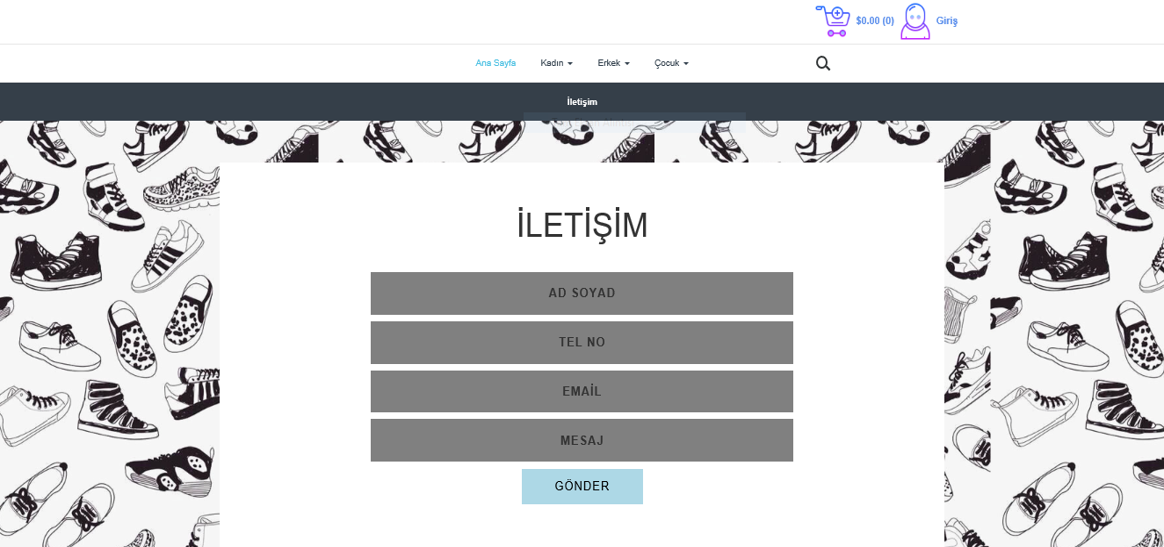 $0.00 (0) Giriş
Ana Sayfa Kadın Erkek Çocuk
İletişim
İLETİŞİM
AD SOYAD
TEL NO
EMAİL
MESAJ
GÖNDER